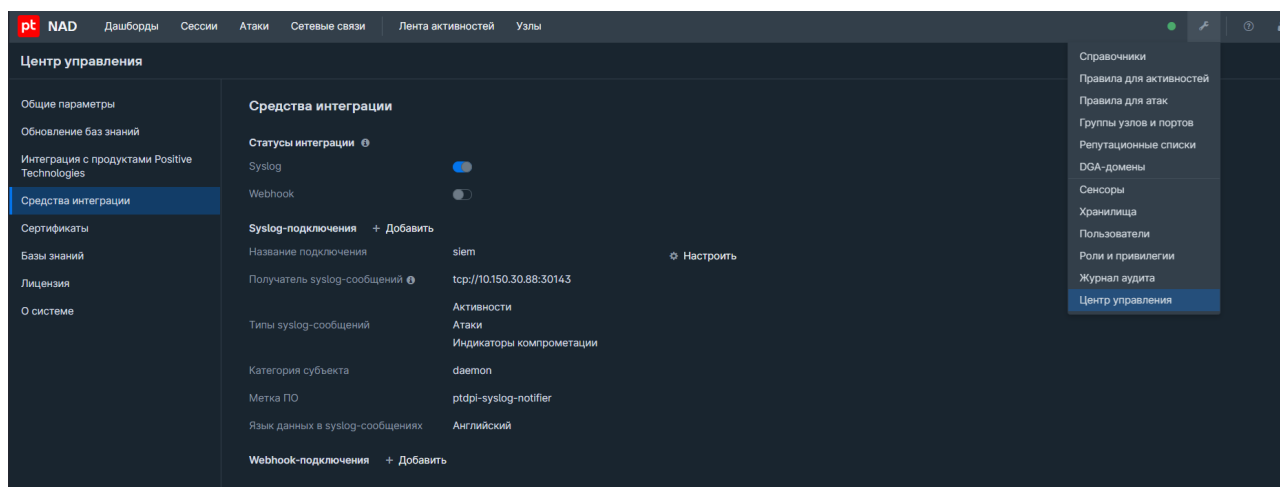 pt NAD Дашборды Сессии Атаки Сетевые связи Лента активностей Узлы
Центр управления
Общие параметры
Обновление баз знаний
Интеграция с продуктами Positive
Technologies
Средства интеграции
Сертификаты
Базы знаний
Лицензия
О системе
Средства интеграции
Статусы интеграции
Syslog
Webhook
Syslog-подключения + Добавить
Название подключения siem Настроить
Получатель syslog-сообщений tcp://10.150.30.88:30143
Типы syslog-сообщений
Активности
Атаки
Индикаторы компрометации
Категория субъекта daemon
Метка ПО ptdpi-syslog-notifier
Язык данных в syslog-сообщениях Английский
Webhook-подключения + Добавить
Справочники
Правила для активностей
Правила для атак
Группы узлов и портов
Репутационные списки
DGA-домены
Сенсоры
Хранилища
Пользователи
Роли и привилегии
Журнал аудита
Центр управления